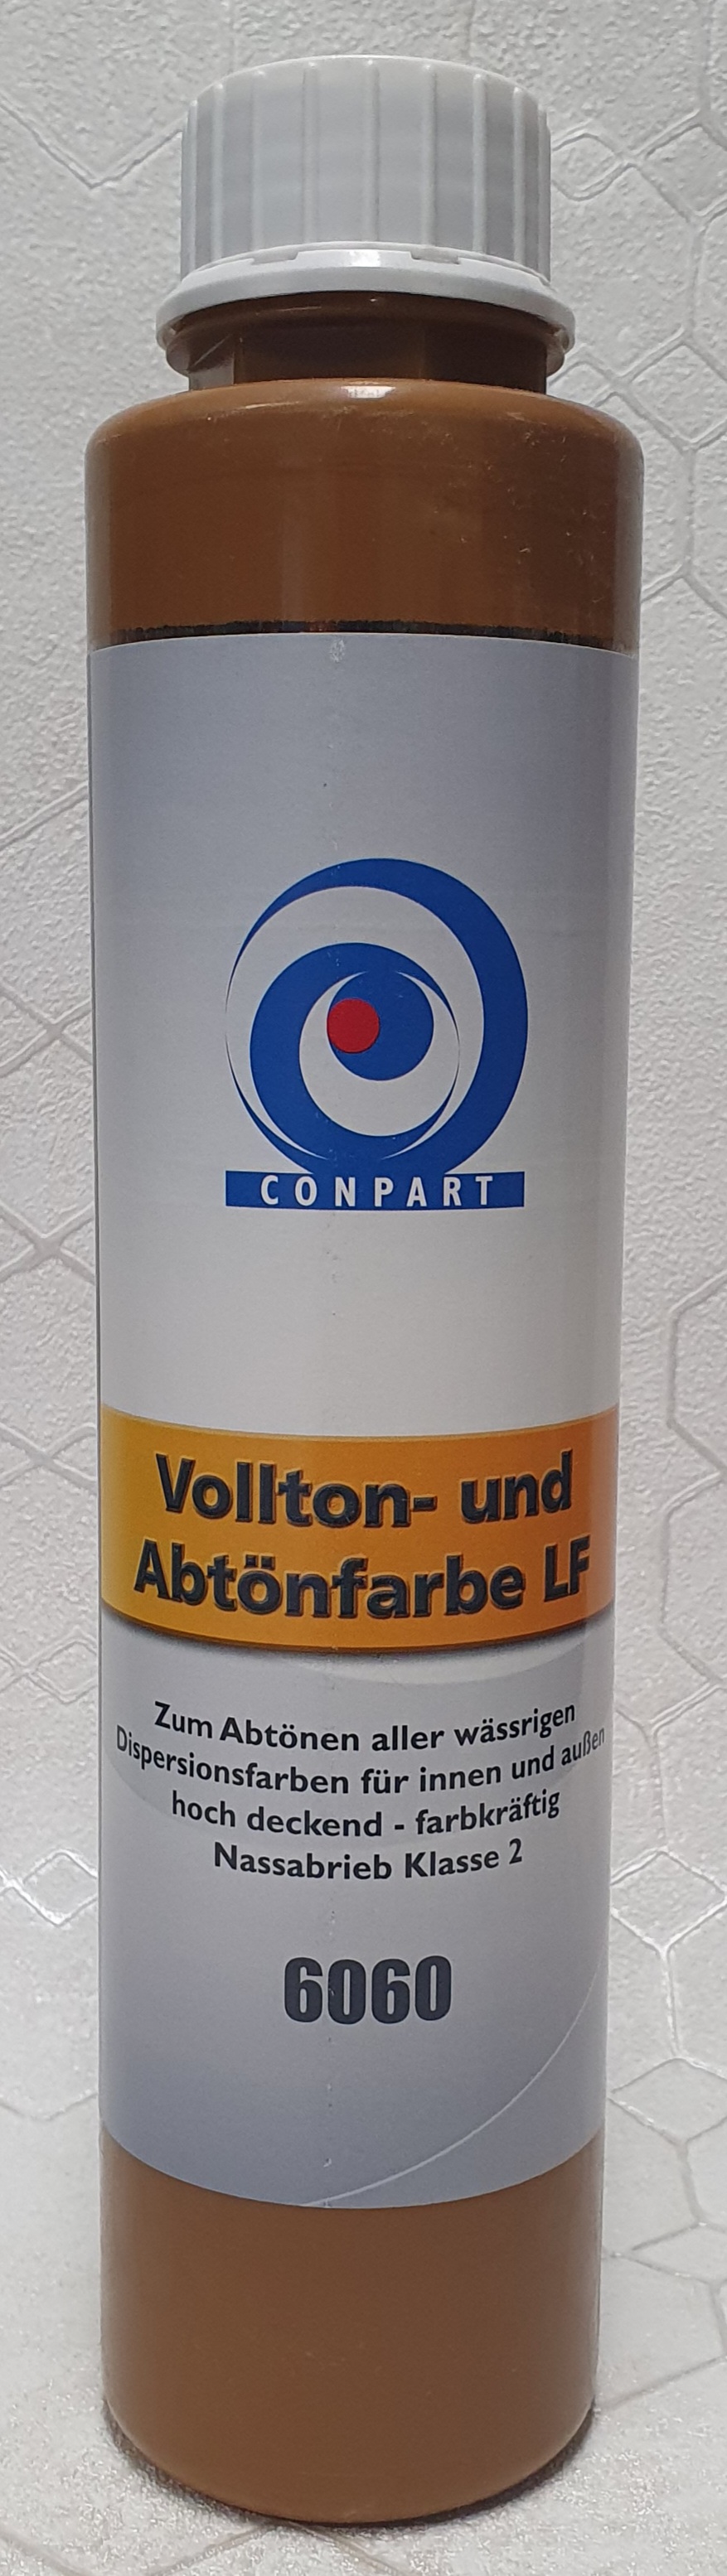 CONPART
Vollton- und
Abtönfarbe LF
Zum Abtönen aller wässrigen
Dispersionsfarben für innen und außen
hoch deckend - farbkräftig
Nassabrieb Klasse 2
6060